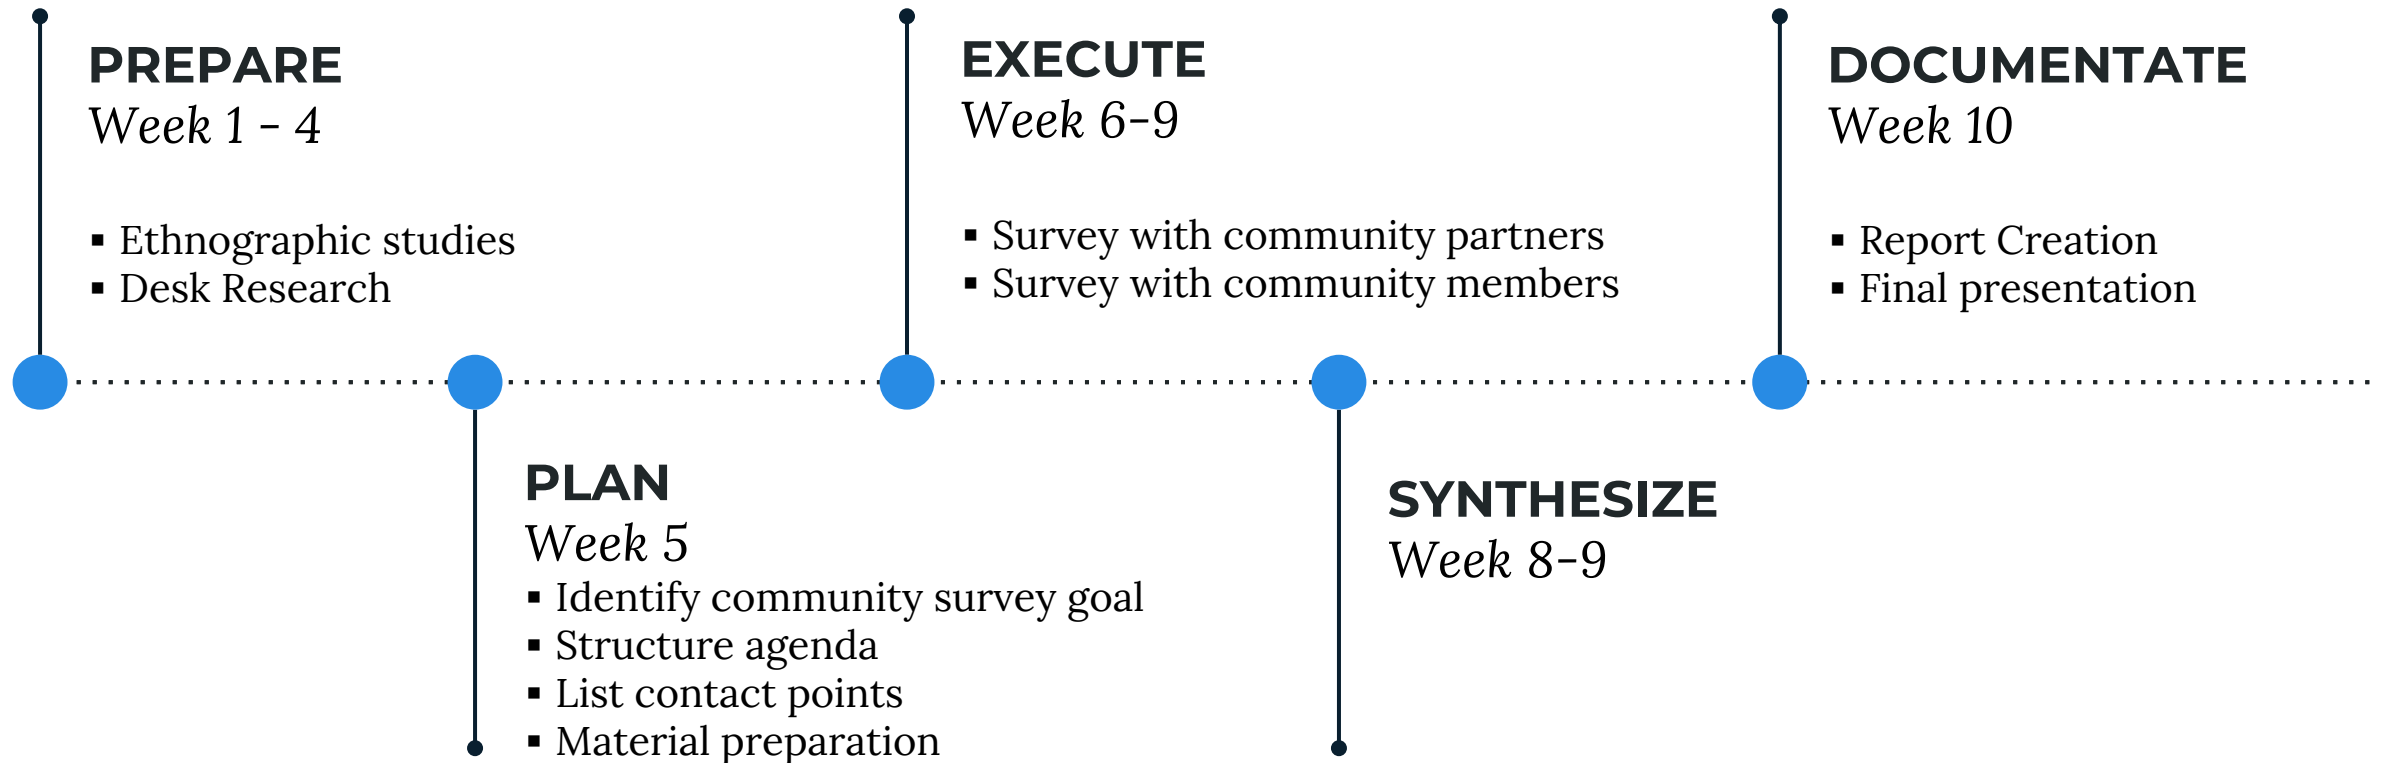 PREPARE
Week 1 - 4
▪ Ethnographic studies
▪ Desk Research
PLAN
Week 5
▪ Identify community survey goal
▪ Structure agenda
▪ List contact points
▪ Material preparation
EXECUTE
Week 6-9
▪ Survey with community partners
▪ Survey with community members
SYNTHESIZE
Week 8-9
DOCUMENTATE
Week 10
▪ Report Creation
▪ Final presentation